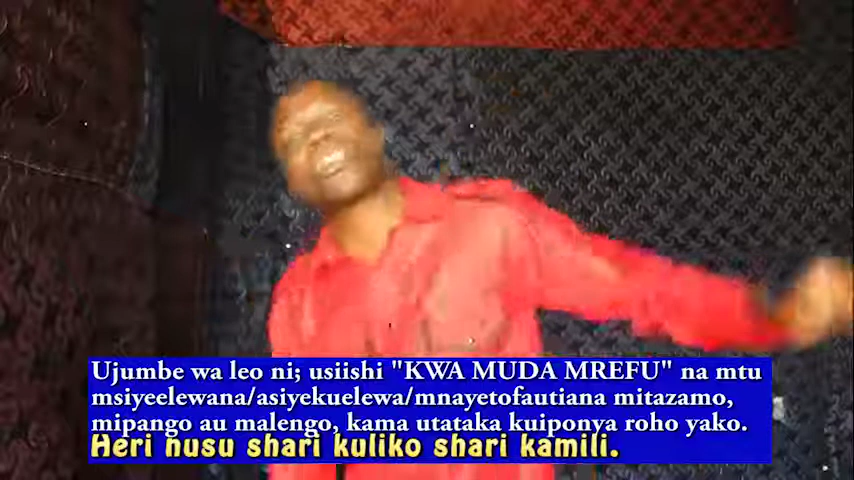 Ujumbe wa leo ni; usiishi "KWA MUDA MREFU" na mtu
msiyeelewana/asiyekuelewa/mnayetofautiana mitazamo,
mipango au malengo, kama utataka kuiponya roho yako.
Heri nusu shari kuliko shari kamili.